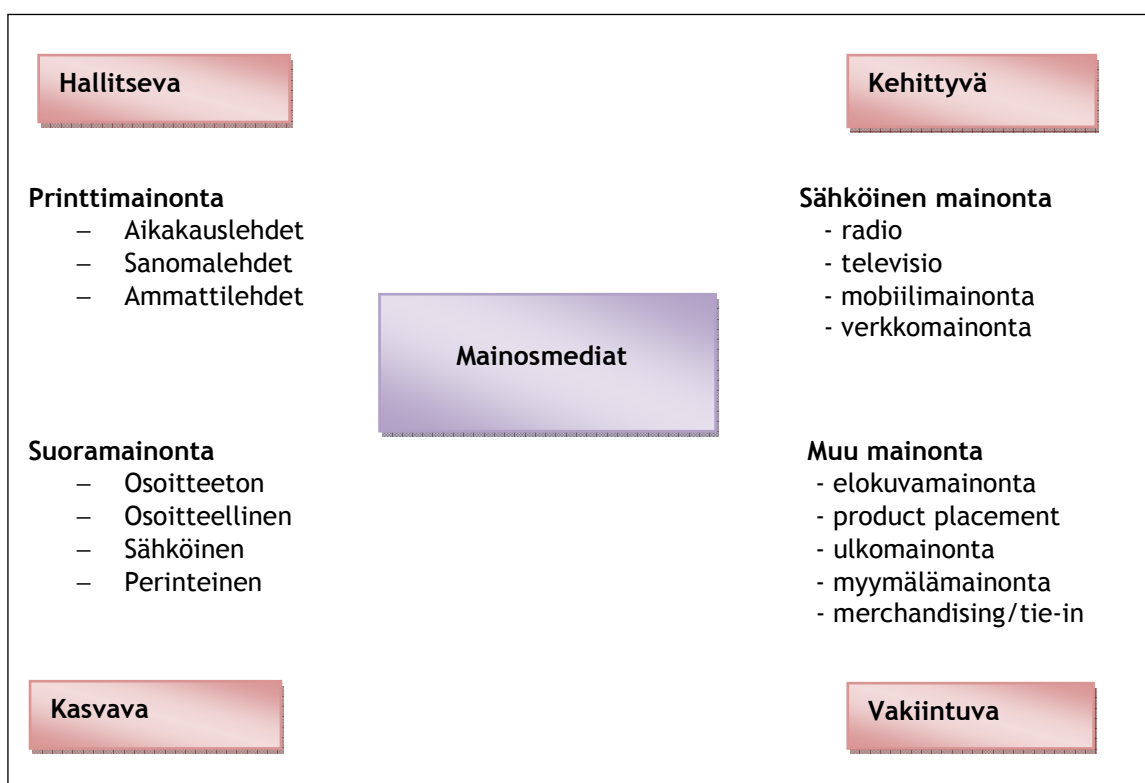 Hallitseva
Kehittyvä
Printtimainonta
– Aikakauslehdet
– Sanomalehdet
– Ammattilehdet
Sähköinen mainonta
- radio
- televisio
- mobiilimainonta
- verkkomainonta
Mainosmediat
Suoramainonta
– Osoitteeton
– Osoitteellinen
– Sähköinen
– Perinteinen
Muu mainonta
- elokuvamainonta
- product placement
- ulkomainonta
- myymälämainonta
- merchandising/tie-in
Kasvava
Vakiintuva